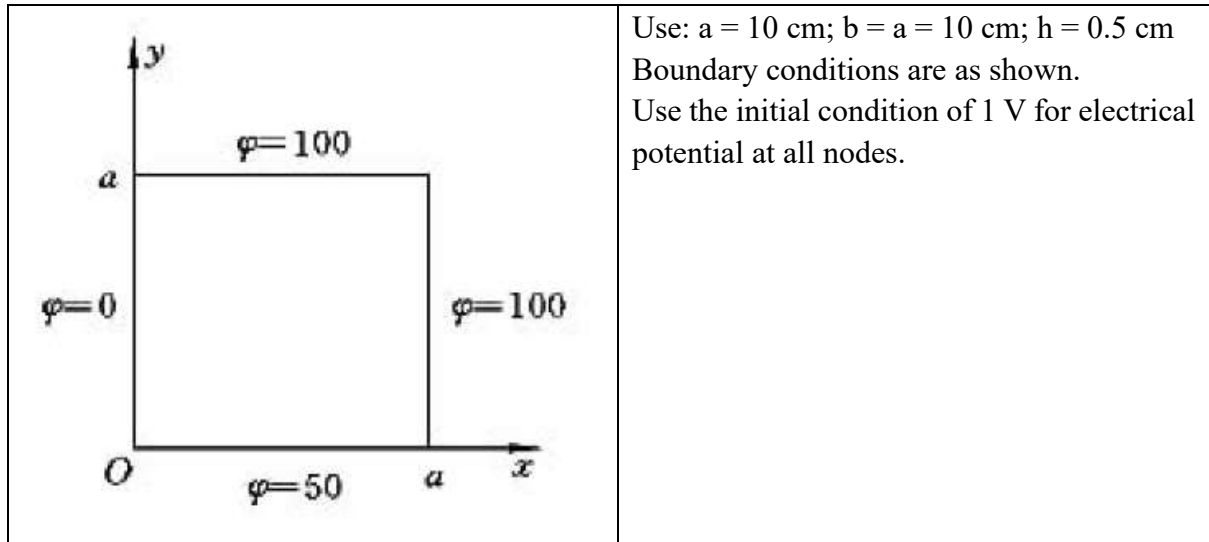 y
φ=100
a
φ=0
φ=100
O
φ=50
a
x
Use: a = 10 cm; b = a = 10 cm; h = 0.5 cm
Boundary conditions are as shown.
Use the initial condition of 1 V for electrical
potential at all nodes.